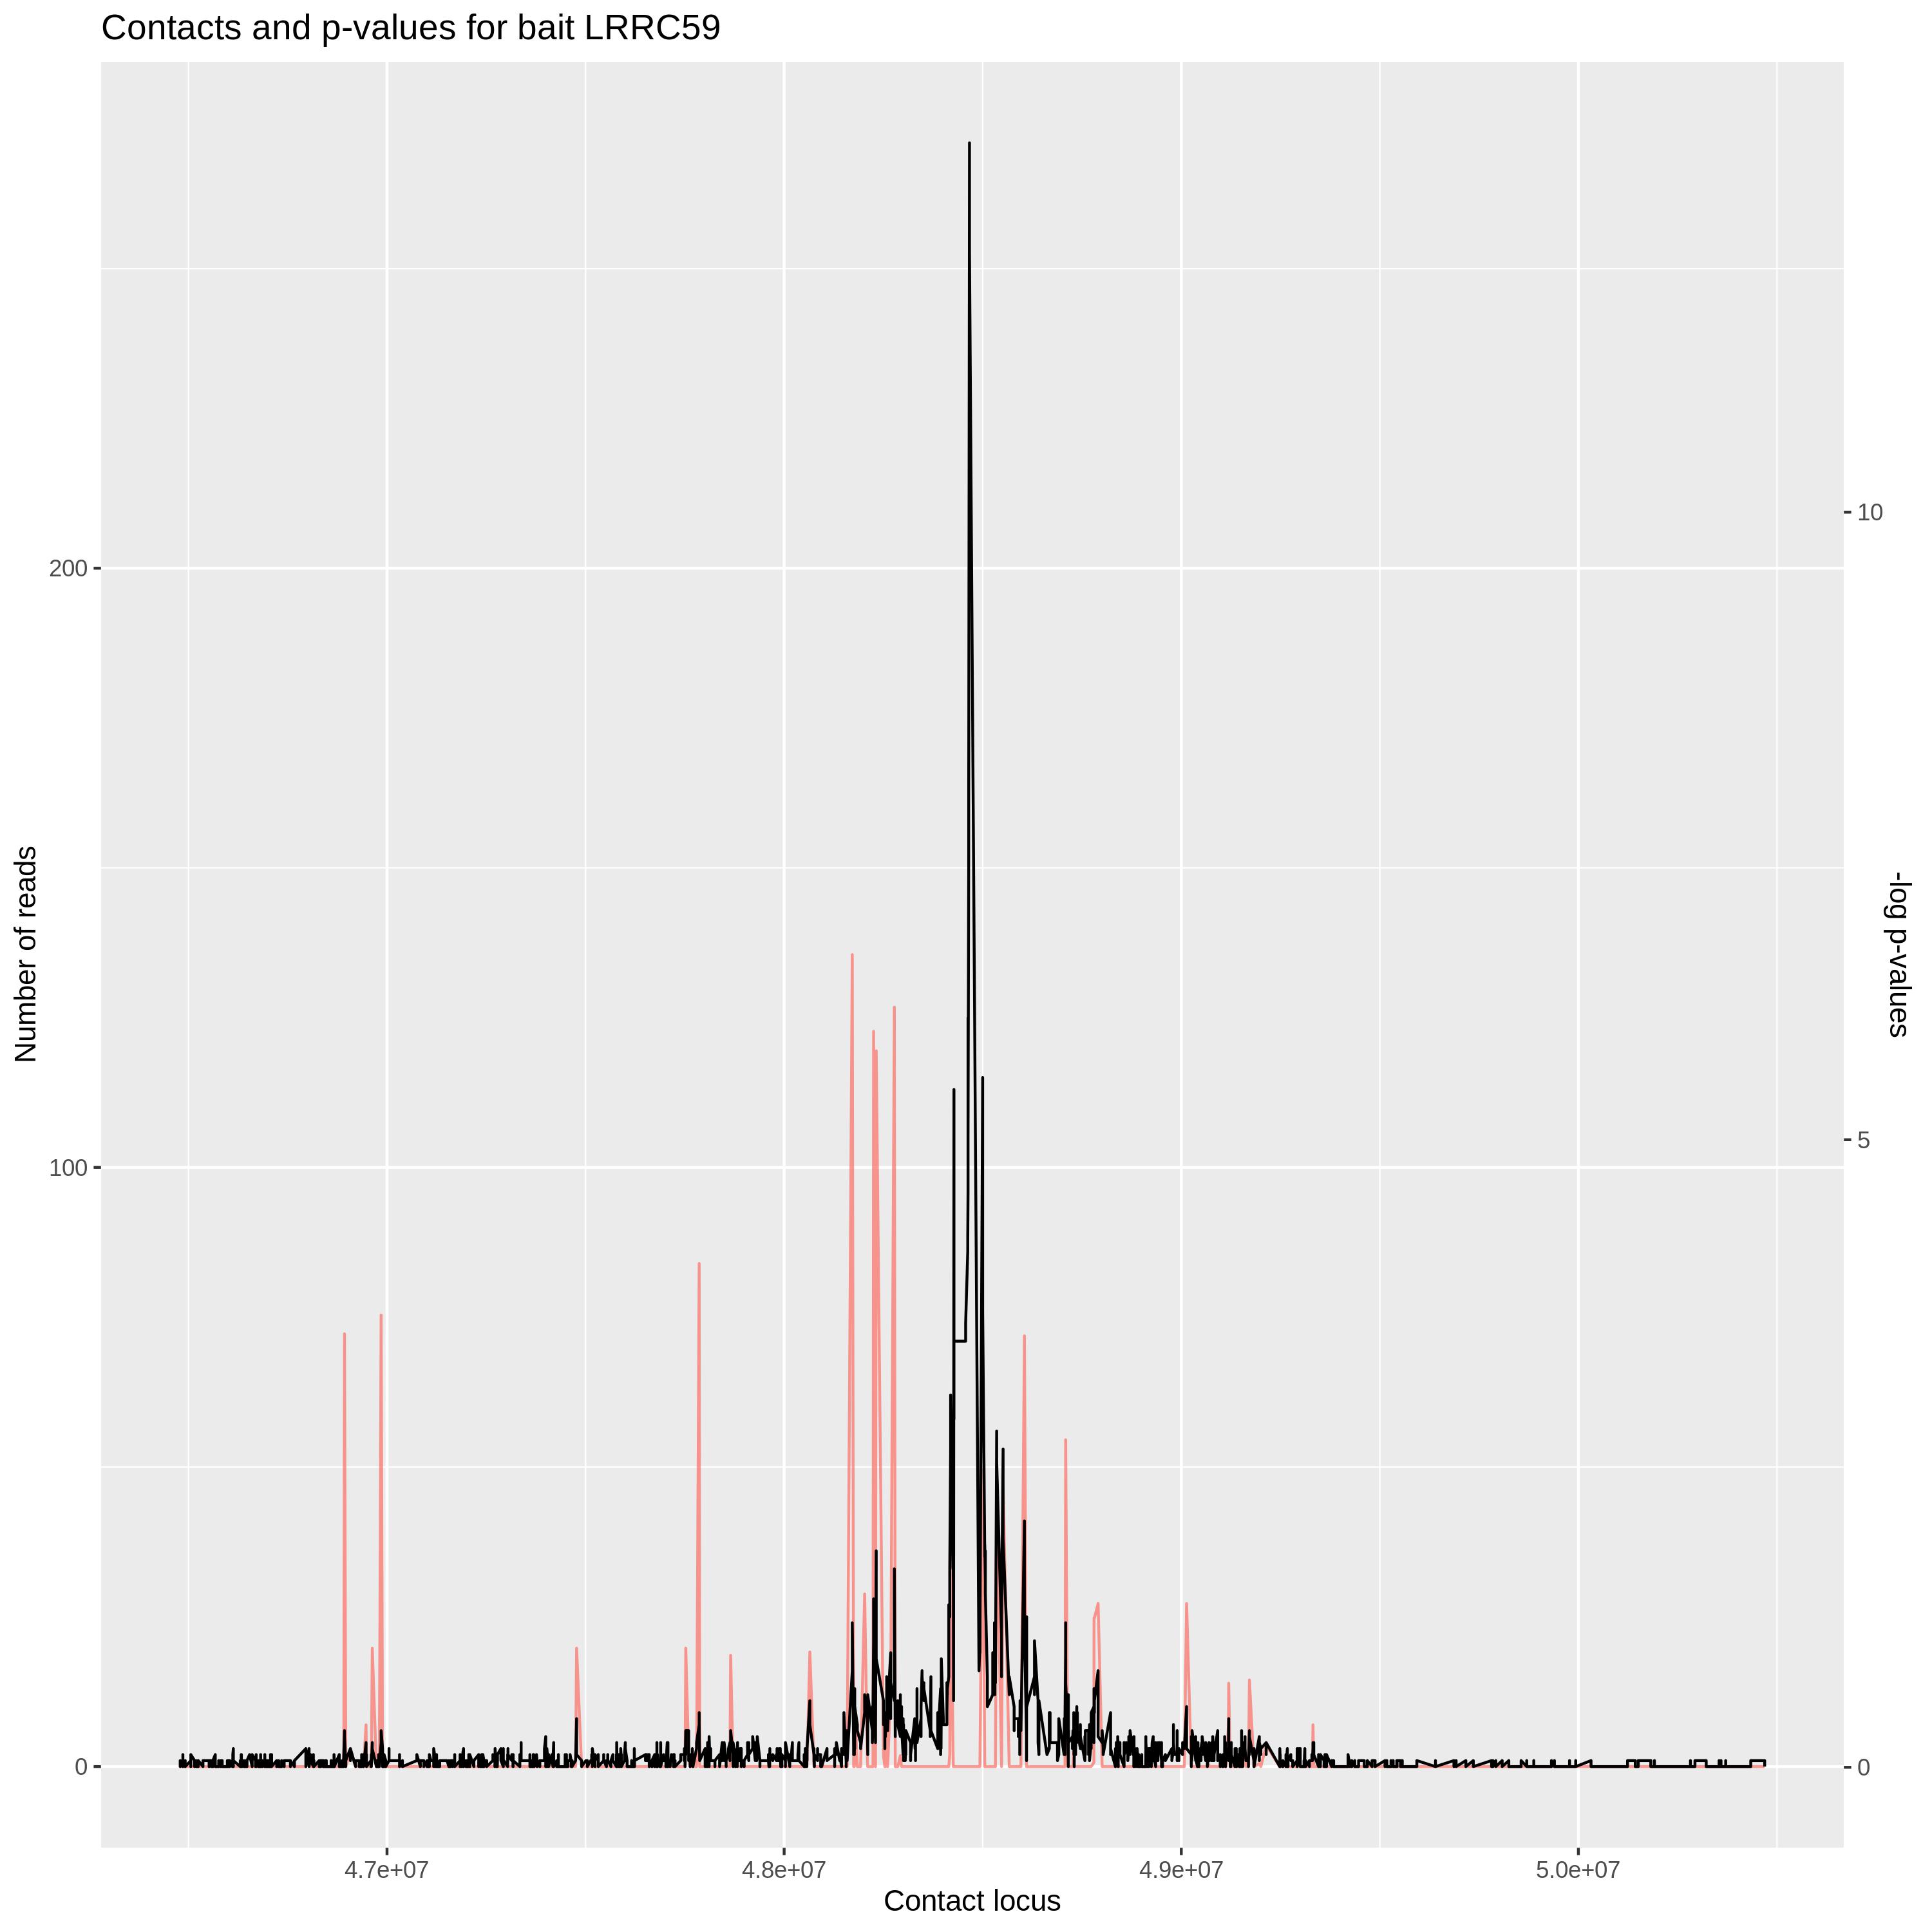 Contacts and p-values for bait LRRC59
Number of reads
200
100
0
10
5
0
-log p-values
4.7e+07 4.8e+07 4.9e+07 5.0e+07
Contact locus